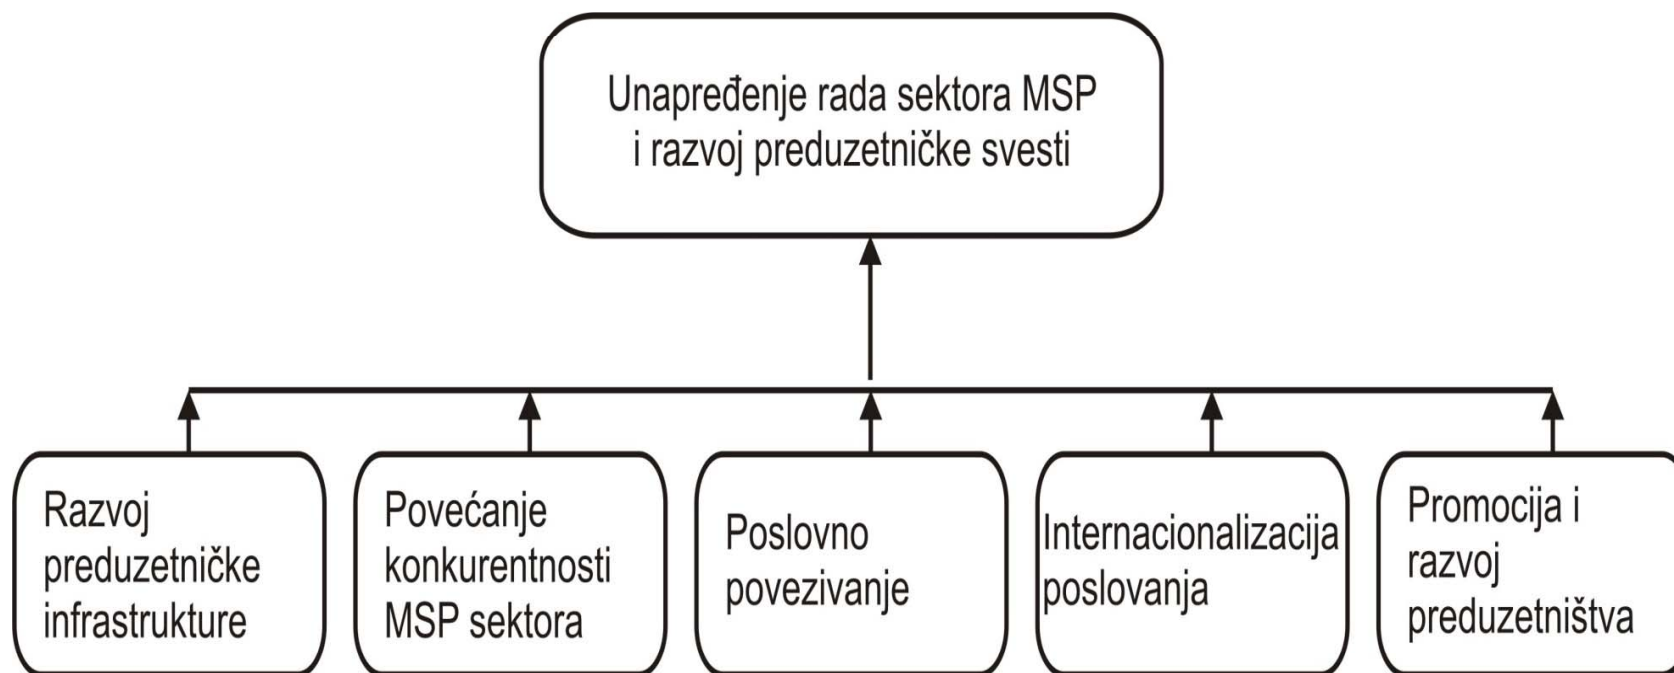 Unapređenje rada sektora MSP
i razvoj preduzetničke svesti
Razvoj
preduzetničke
infrastrukture
Povećanje
konkurentnosti
MSP sektora
Poslovno
povezivanje
Internacionalizacija
poslovanja
Promocija i
razvoj
preduzetništva